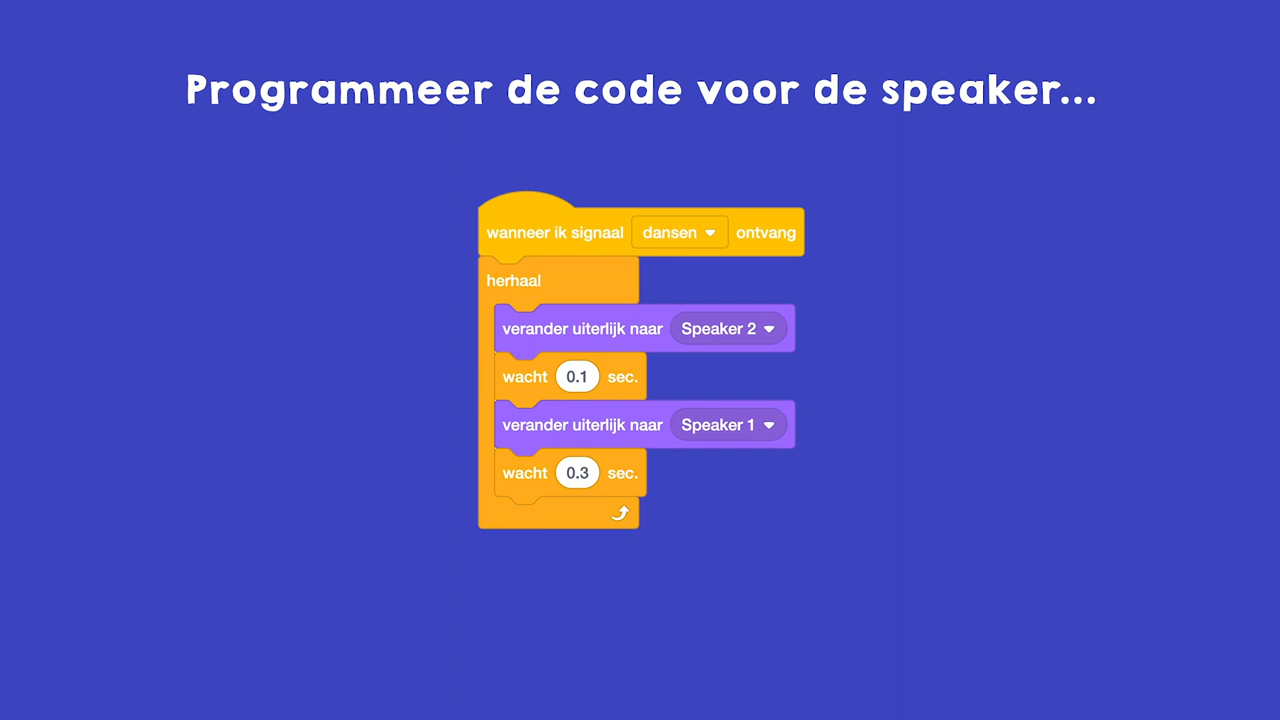 Programmeer de code voor de speaker...
wanneer ik signaal dansen ontvang
herhaal
verander uiterlijk naar Speaker 2
wacht 0.1 sec.
verander uiterlijk naar Speaker 1
wacht 0.3 sec.